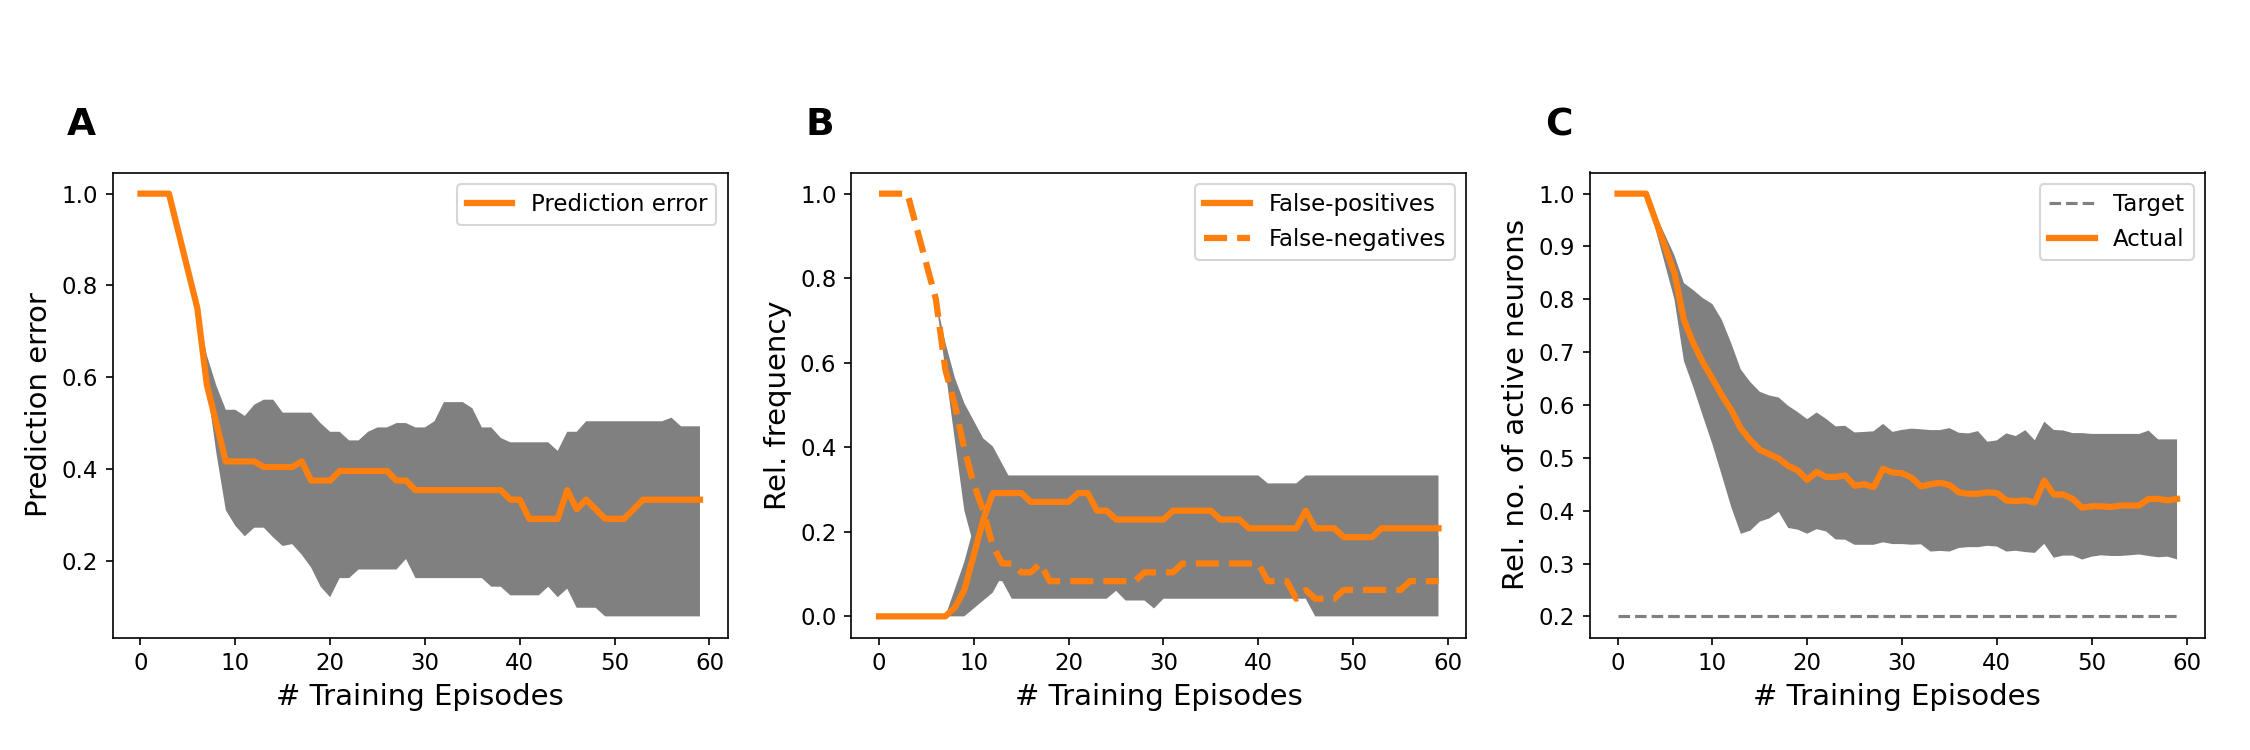 A
B
C
Prediction error
1.0
0.8
0.6
0.4
0.2
Prediction error
0
10
20
30
40
50
60
# Training Episodes
Rel. frequency
1.0
0.8
0.6
0.4
0.2
0.0
False-positives
False-negatives
0
10
20
30
40
50
60
# Training Episodes
Rel. no. of active neurons
1.0
0.9
0.8
0.7
0.6
0.5
0.4
0.3
0.2
Target
Actual
0
10
20
30
40
50
60
# Training Episodes